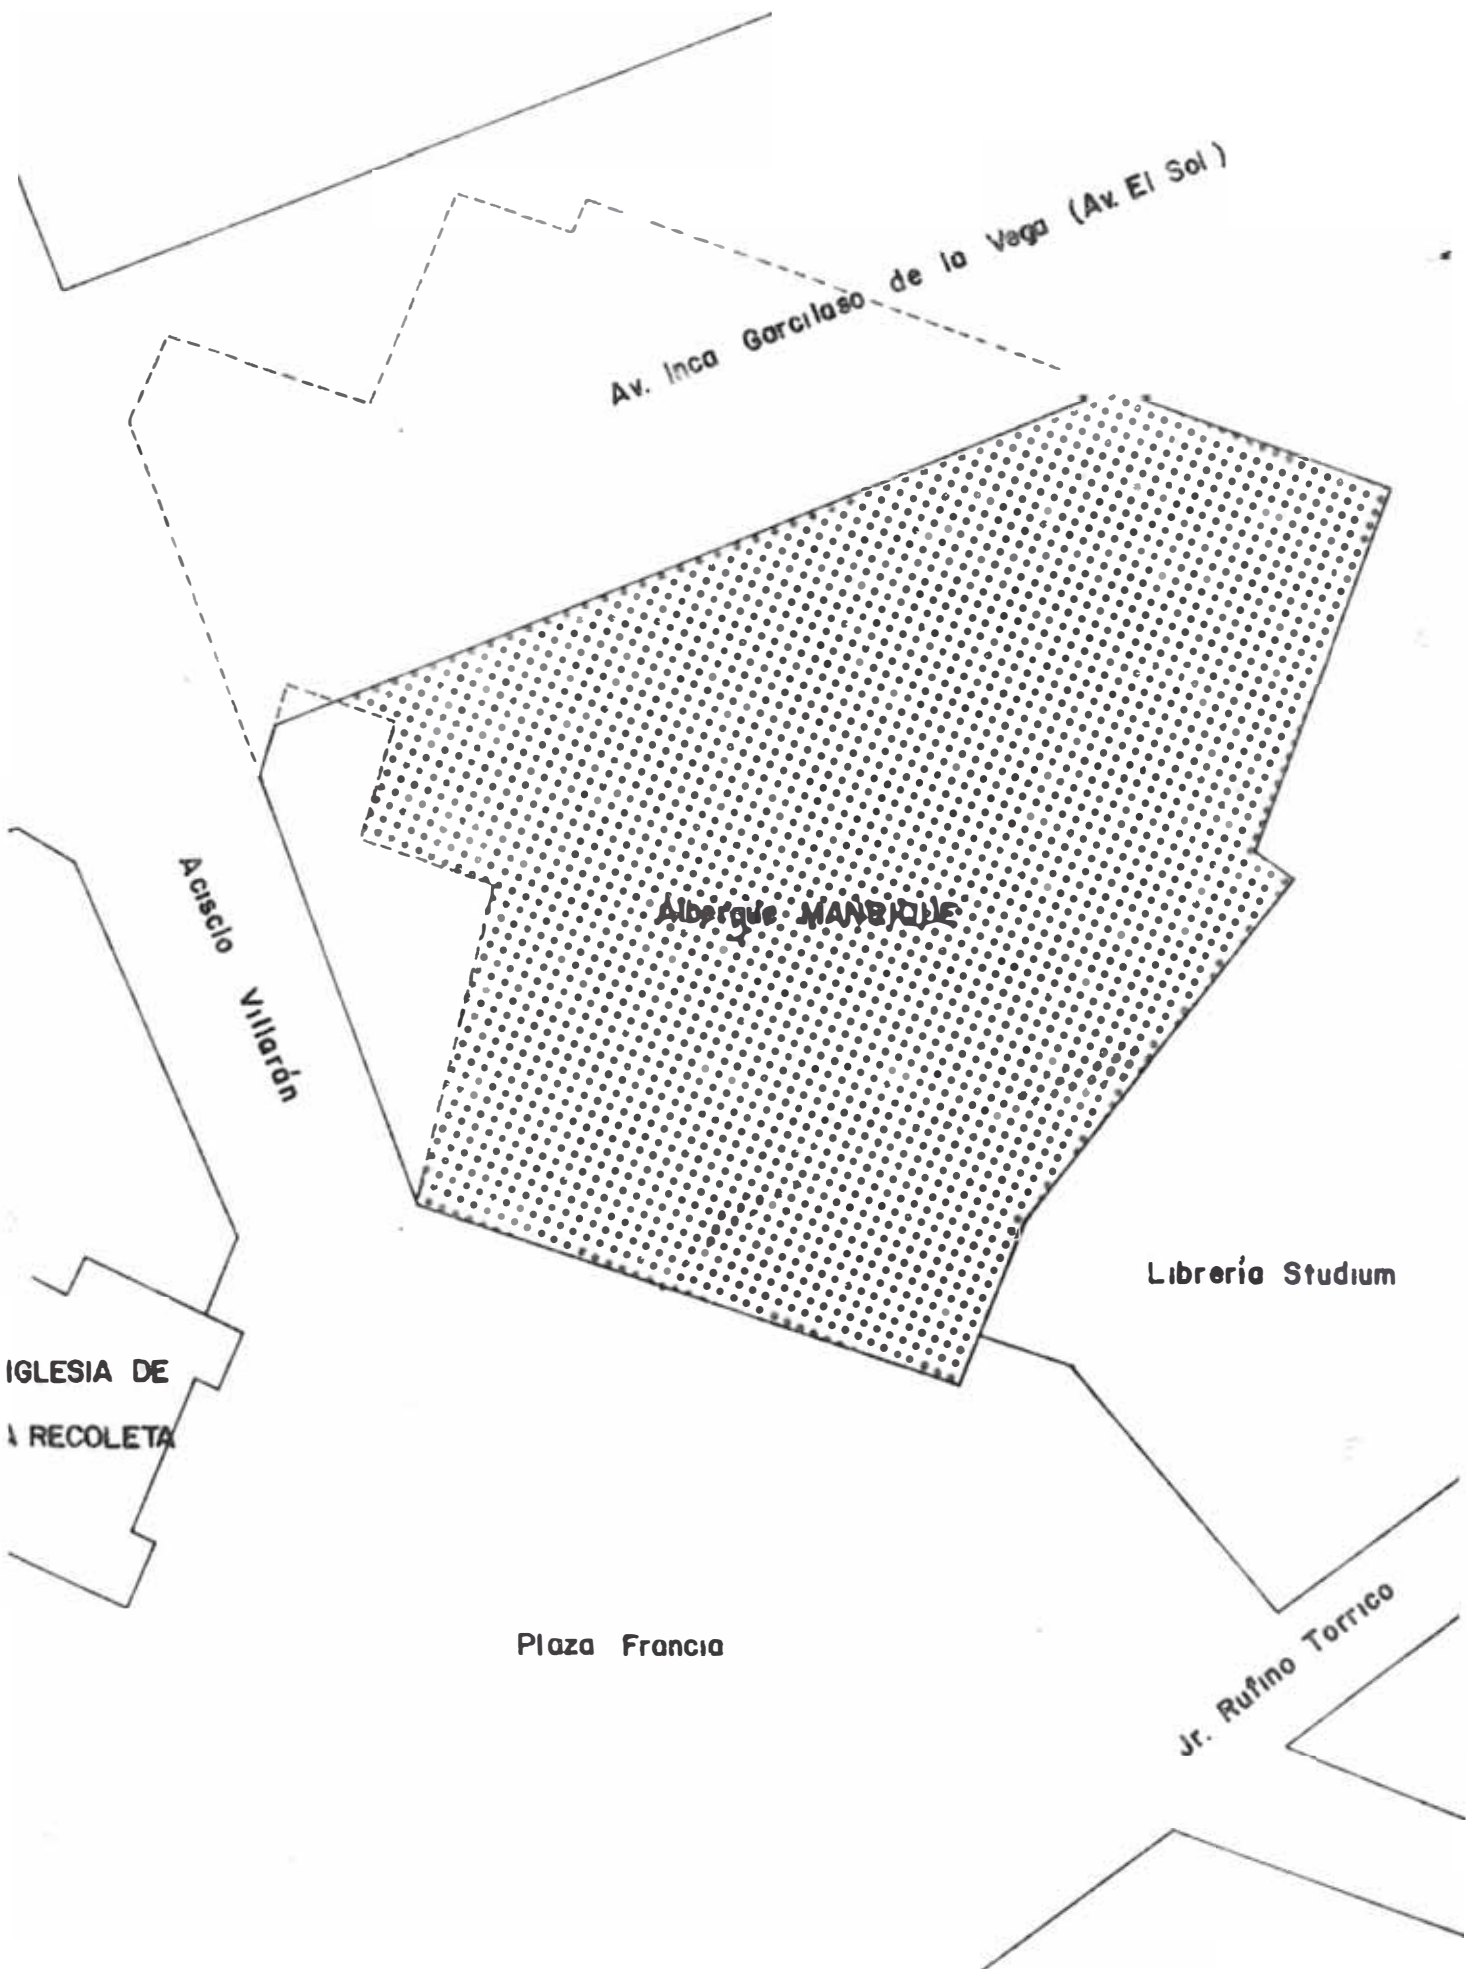 Av. Inca Garcilaso de la Vega (Av. El Sol)
Aciscio Villarán
Albergue MANRIQUE
Librería Studium
IGLESIA DE
A RECOLETA
Plaza Francia
Jr. Rufino Torrico